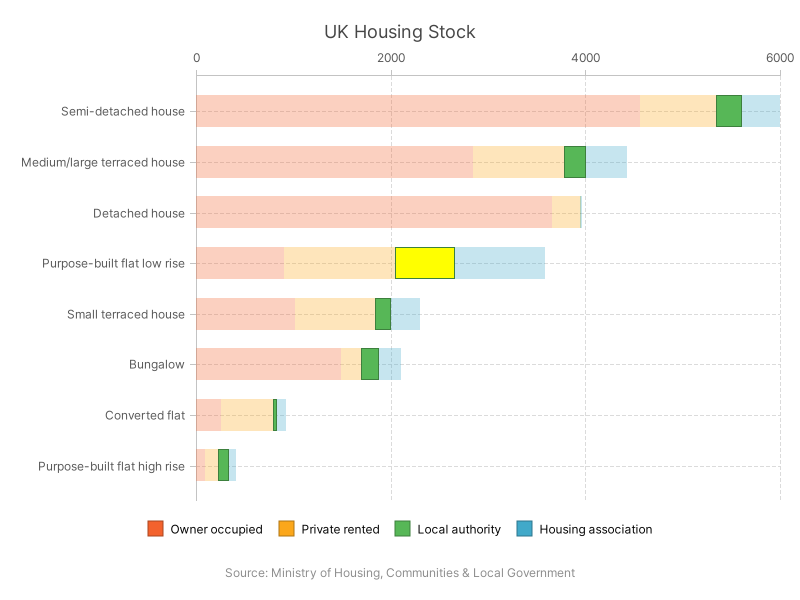 UK Housing Stock
0 2000 4000 6000
Semi-detached house
Medium/large terraced house
Detached house
Purpose-built flat low rise
Small terraced house
Bungalow
Converted flat
Purpose-built flat high rise
Owner occupied Private rented Local authority Housing association
Source: Ministry of Housing, Communities & Local Government